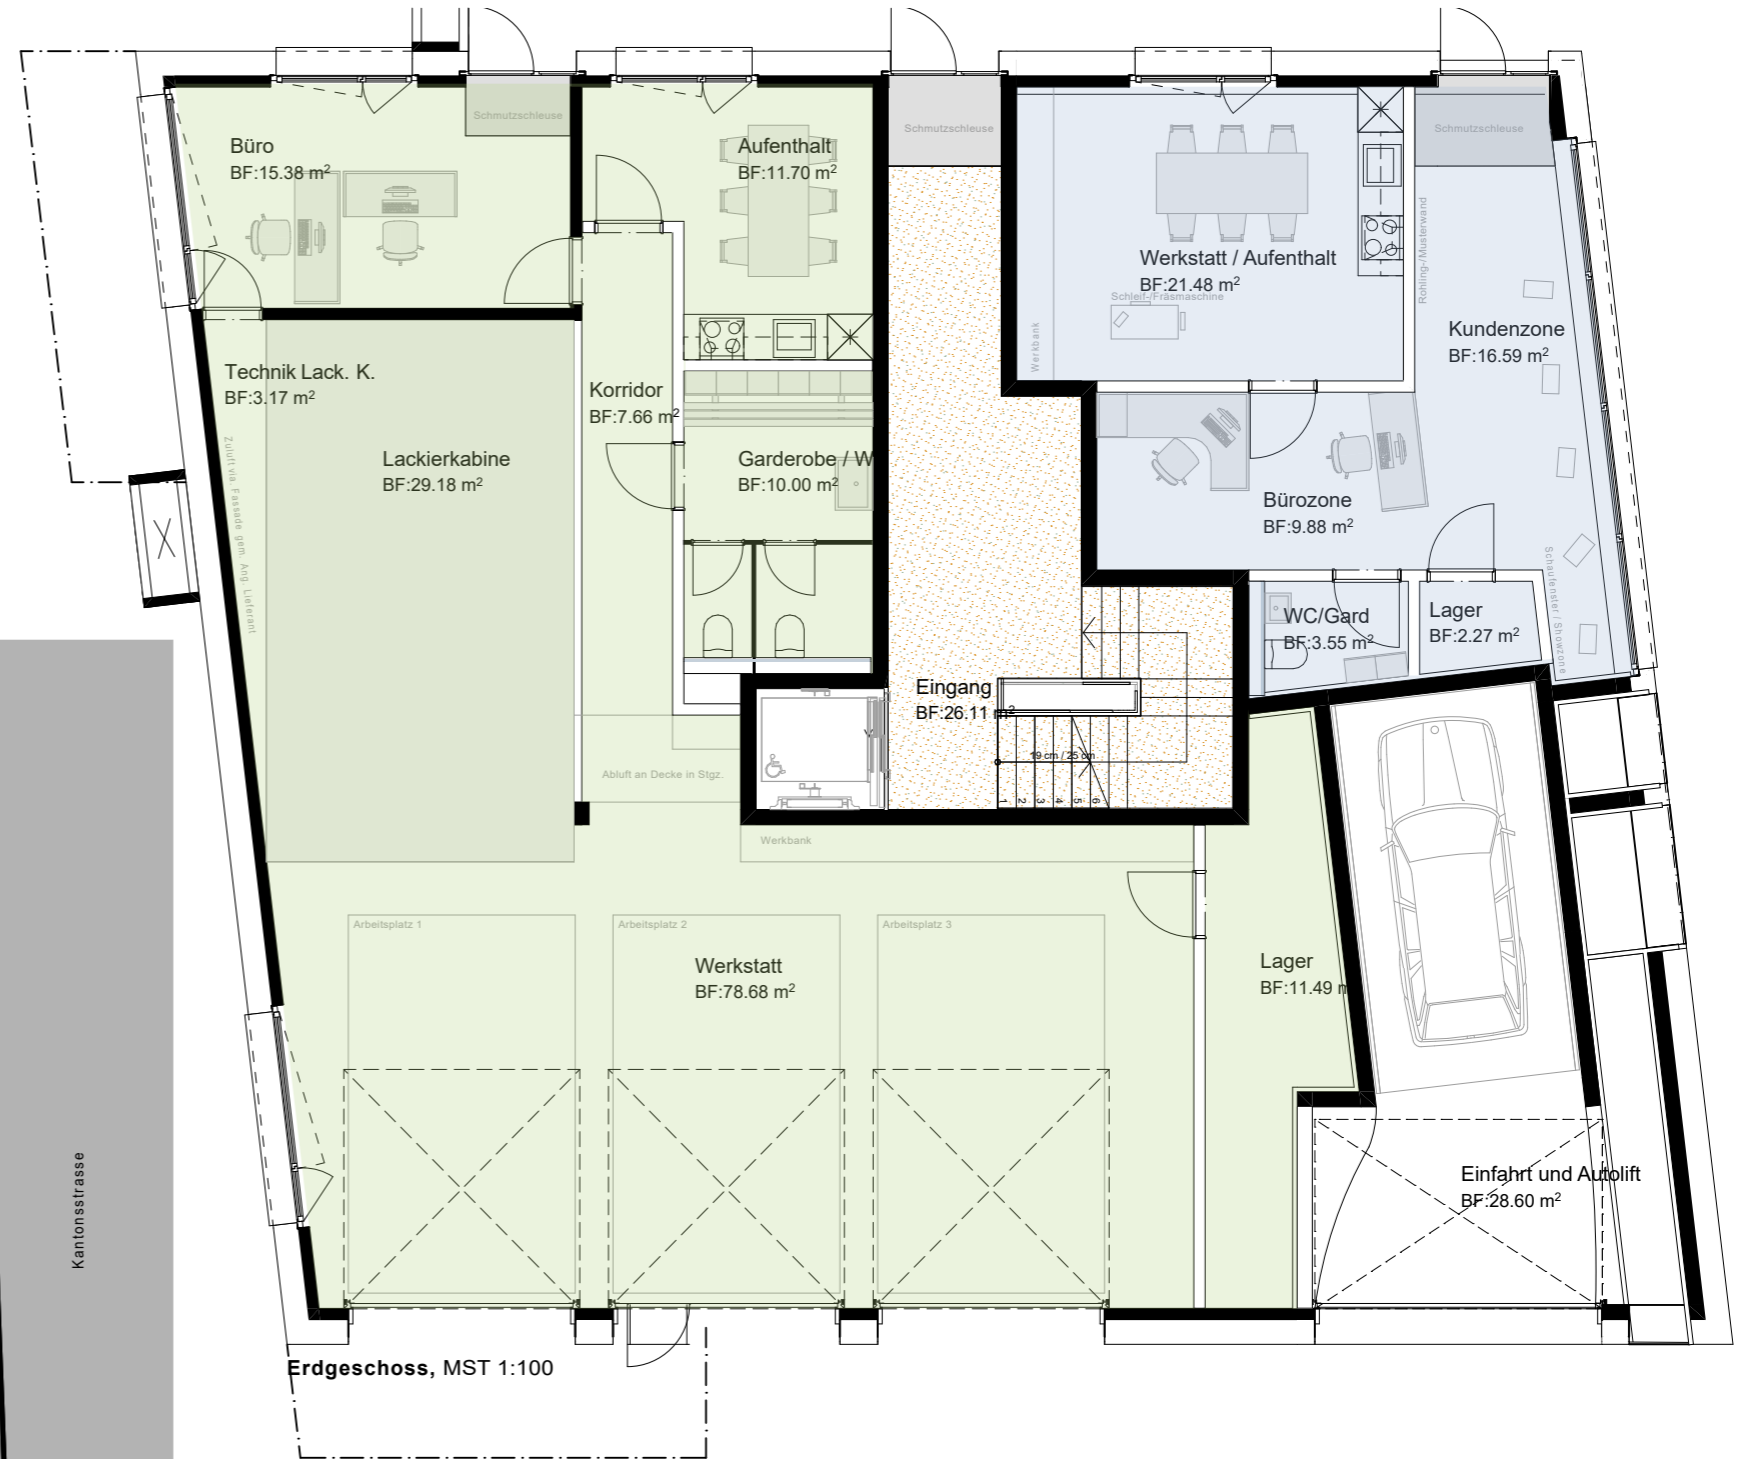 Schmutzschleuse
Schmutzschleuse
Schmutzschleuse
Büro
BF:15.38 m²
Aufenthalt
BF:11.70 m²
Werkstatt / Aufenthalt
BF:21.48 m²
Schleif-/Fräsmaschine
Werkbank
Rohling-/Musterwand
Kundenzone
BF:16.59 m²
Technik Lack. K.
BF:3.17 m²
Korridor
BF:7.66 m²
Zuluft via. Fassade gem. Ang. Lieferant
Lackierkabine
BF:29.18 m²
Garderobe / W
BF:10.00 m²
Bürozone
BF:9.88 m²
Schaufenster / Showzone
WC/Gard
BF:3.55 m²
Lager
BF:2.27 m²
Eingang
BF:26.11 m²
19 cm / 25 cm
1 2 3 4 5 6
Abluft an Decke in Stgz.
Werkbank
Arbeitsplatz 1
Arbeitsplatz 2
Arbeitsplatz 3
Werkstatt
BF:78.68 m²
Lager
BF:11.49 m
Einfahrt und Autolift
BF:28.60 m²
Kantonsstrasse
Erdgeschoss, MST 1:100